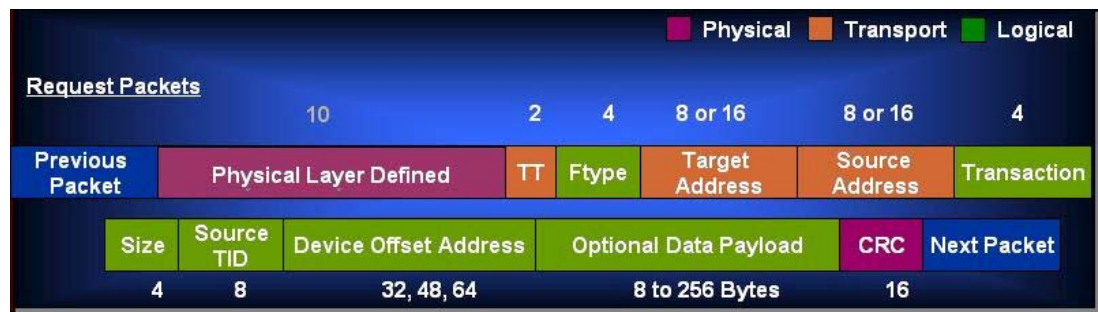 Physical Transport Logical
Request Packets
10 2 4 8 or 16 8 or 16 4
Previous Packet Physical Layer Defined TT Ftype Target Address Source Address Transaction
Size Source TID Device Offset Address Optional Data Payload CRC Next Packet
4 8 32, 48, 64 8 to 256 Bytes 16